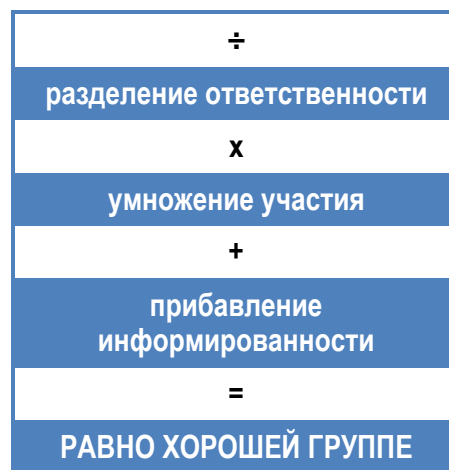 ÷
разделение ответственности
x
умножение участия
+
прибавление
информированности
=
РАВНО ХОРОШЕЙ ГРУППЕ